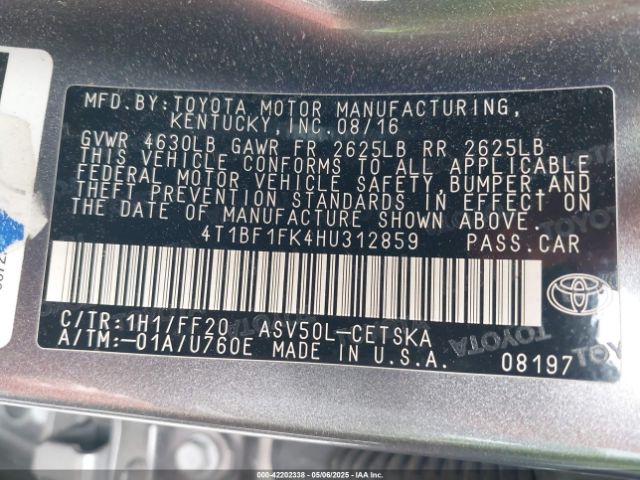 MFD.BY:TOYOTA MOTOR MANUFACTURING,
KENTUCKY,INC.08/16
GVWR 4630LB GAWR FR 2625LB RR 2625LB
THIS VEHICLE CONFORMS TO ALL APPLICABLE
FEDERAL MOTOR VEHICLE SAFETY,BUMPER,AND
THEFT PREVENTION STANDARDS IN EFFECT ON
THE DATE OF MANUFACTURE SHOWN ABOVE.
4T1BF1FK4HU312859 PASS.CAR
C/TR:1H1/FF20 ASV50L-CETSKA
A/TM:-01A/U760E MADE IN U.S.A. 08197
000-42202338 - 05/06/2025 - IAAI.COM